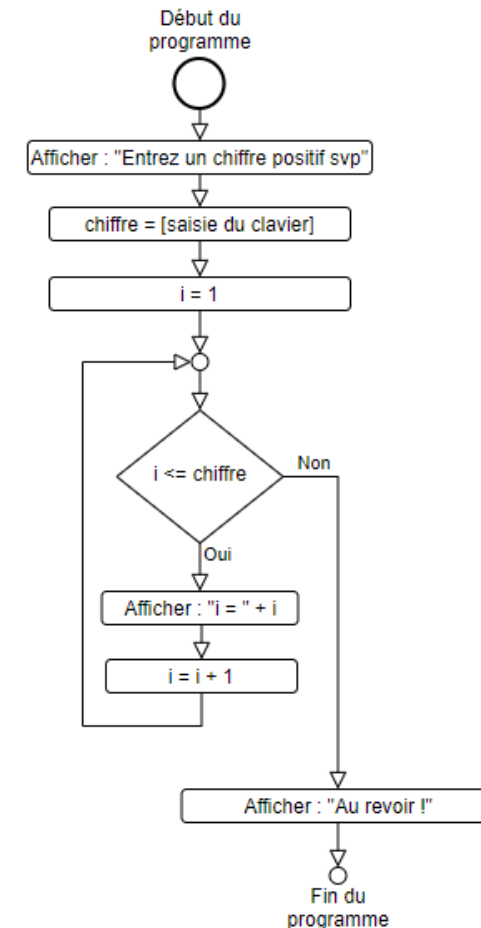 Début du
programme
Afficher : "Entrez un chiffre positif svp"
chiffre = [saisie du clavier]
i = 1
i <= chiffre
Non
Oui
Afficher : "i = " + i
i = i + 1
Afficher : "Au revoir !"
Fin du
programme